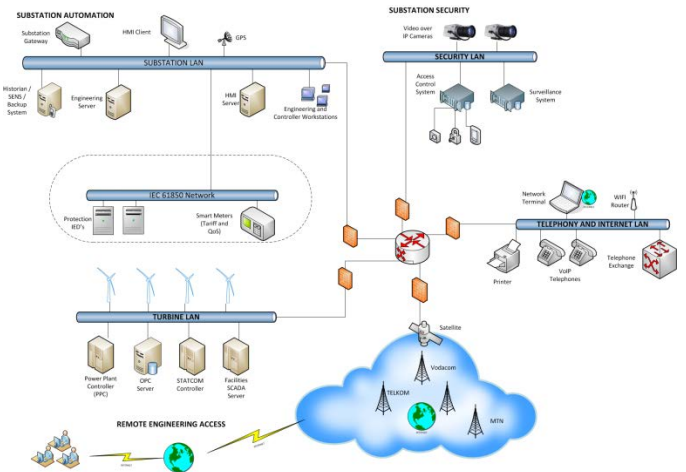 SUBSTATION AUTOMATION
Substation
Gateway
HMI Client
GPS
SUBSTATION LAN
Historian /
SENS /
Backup
System
Engineering
Server
HMI
Server
Engineering and
Controller Workstations
IEC 61850 Network
Protection
IED's
Smart Meters
(Tariff and
QoS)
TURBINE LAN
Power Plant
Controller
(PPC)
OPC
Server
STATCOM
Controller
Facilities
SCADA
Server
REMOTE ENGINEERING ACCESS
SUBSTATION SECURITY
Video over
IP Cameras
SECURITY LAN
Access
Control
System
Surveillance
System
Network
Terminal
WIFI
Router
TELEPHONY AND INTERNET LAN
Printer
VoIP
Telephones
Telephone
Exchange
Satellite
Vodacam
TELKOM
MTN